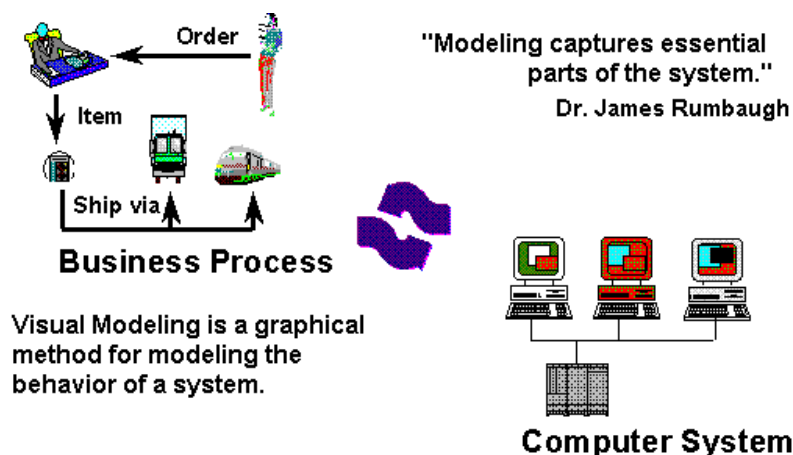 Order
"Modeling captures essential
parts of the system."
Dr. James Rumbaugh
Item
Ship via
Business Process
Visual Modeling is a graphical
method for modeling the
behavior of a system.
Computer System